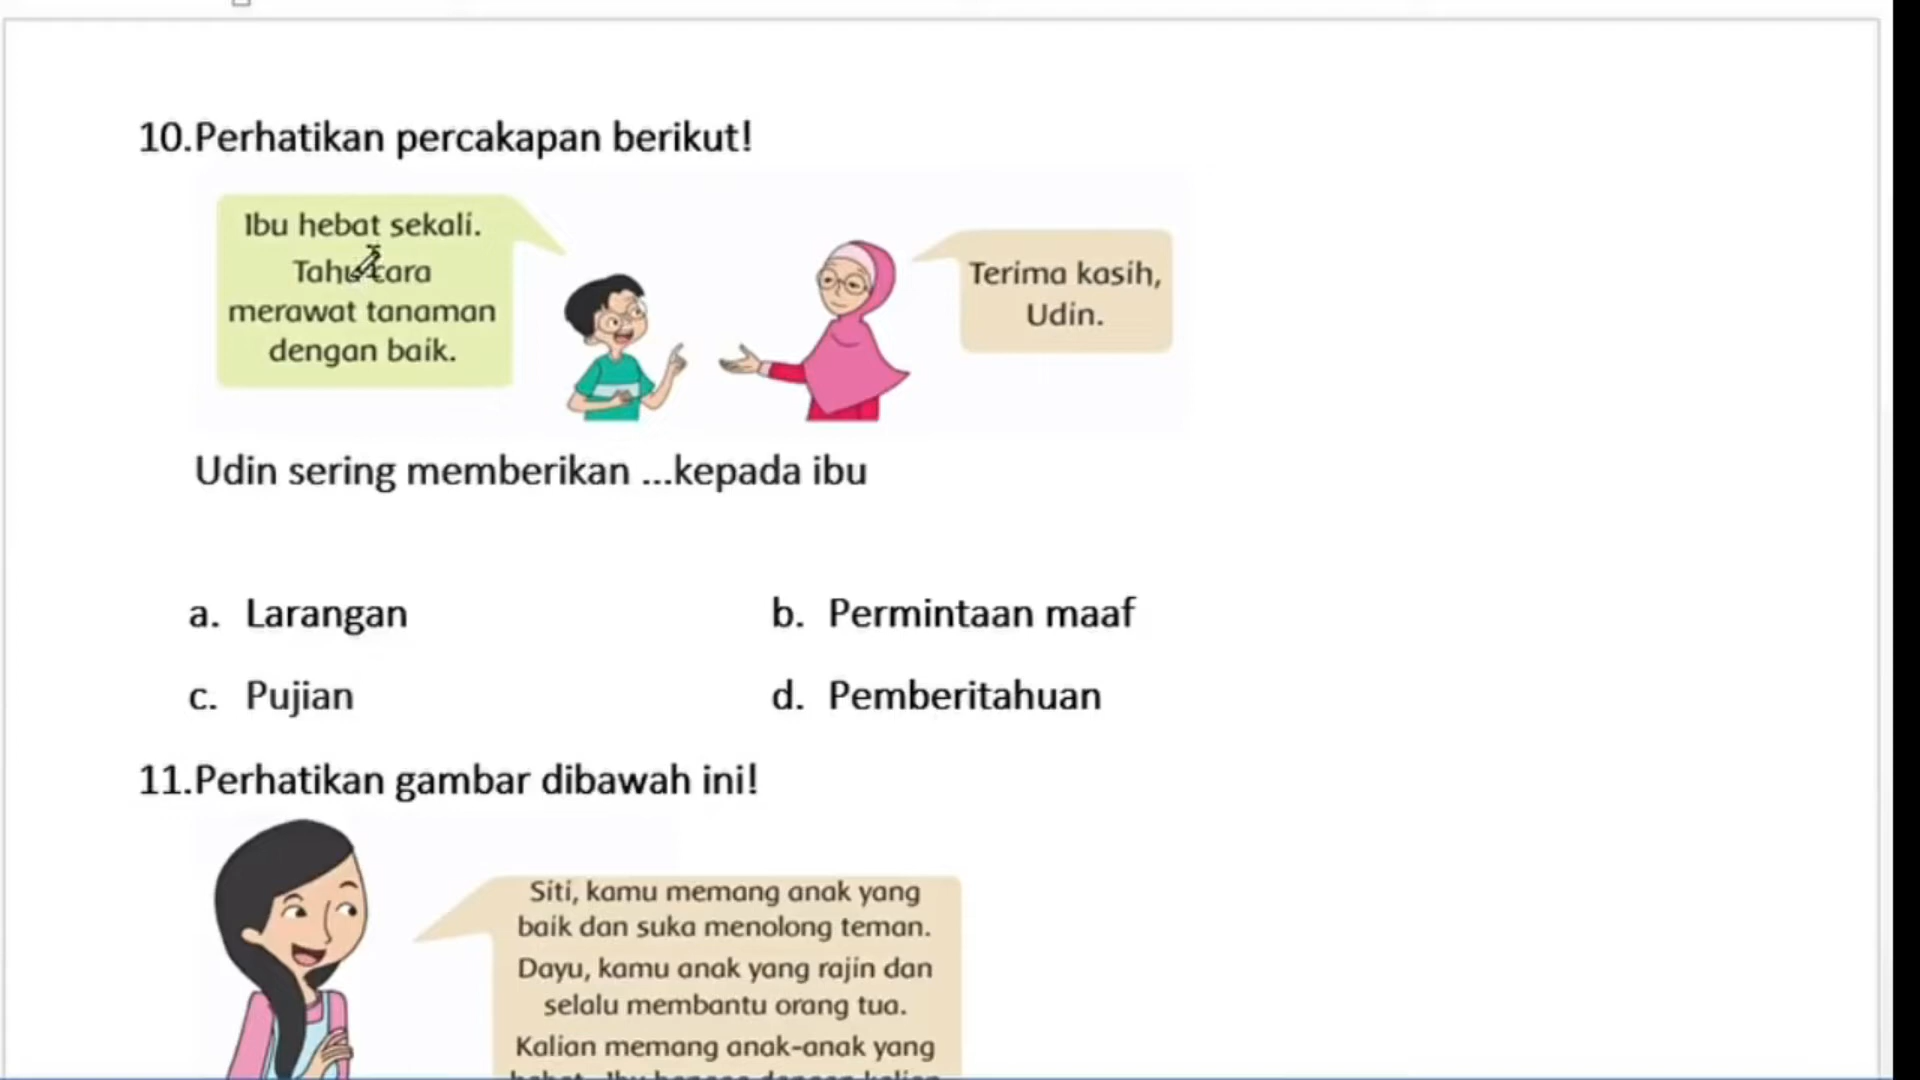 10.Perhatikan percakapan berikut!
Ibu hebat sekali.
Tahu cara
merawat tanaman
dengan baik.
Terima kasih,
Udin.
Udin sering memberikan ...kepada ibu
a. Larangan
b. Permintaan maaf
c. Pujian
d. Pemberitahuan
11.Perhatikan gambar dibawah ini!
Siti, kamu memang anak yang
baik dan suka menolong teman.
Dayu, kamu anak yang rajin dan
selalu membantu orang tua.
Kalian memang anak-anak yang